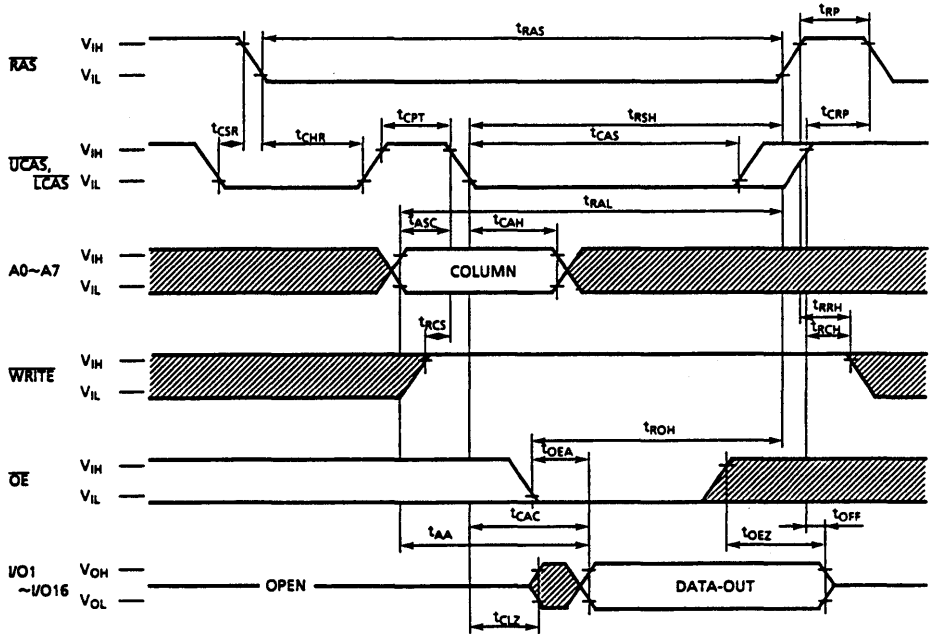 tRAS
tRP
VIH
RAS
VIL
tCSR
tCHR
tCPT
tRSH
tCRP
tCAS
VIH
UCAS,
LCAS
VIL
tRAL
tASC
tCAH
VIH
A0~A7
COLUMN
VIL
tRCS
tRRH
tRCH
VIH
WRITE
VIL
tROH
tOEA
VIH
OE
VIL
tCAC
tAA
tOEZ
tOFF
I/O1
~I/O16
VOH
OPEN
DATA-OUT
VOL
tCLZ